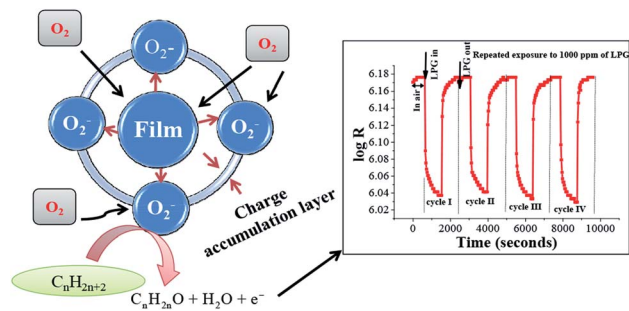 O₂
O₂-
O₂
O₂⁻
Film
O₂⁻
O₂
O₂⁻
Charge
accumulation layer
CₙH₂ₙ₊₂
CₙH₂ₙO + H₂O + e⁻
Repeated exposure to 1000 ppm of LPG
LPG in
LPG out
In air
log R
6.18
6.16
6.14
6.12
6.10
6.08
6.06
6.04
6.02
cycle I
cycle II
cycle III
cycle IV
0 2000 4000 6000 8000 10000
Time (seconds)